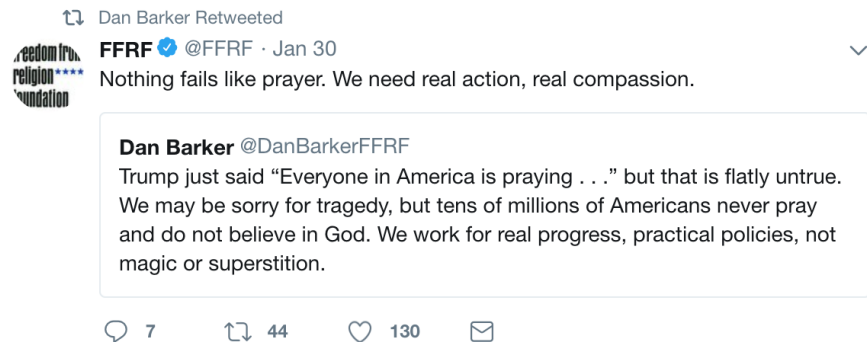 Dan Barker Retweeted
FFRF @FFRF · Jan 30
Nothing fails like prayer. We need real action, real compassion.
Dan Barker @DanBarkerFFRF
Trump just said “Everyone in America is praying . . .” but that is flatly untrue.
We may be sorry for tragedy, but tens of millions of Americans never pray
and do not believe in God. We work for real progress, practical policies, not
magic or superstition.
7 44 130
religion